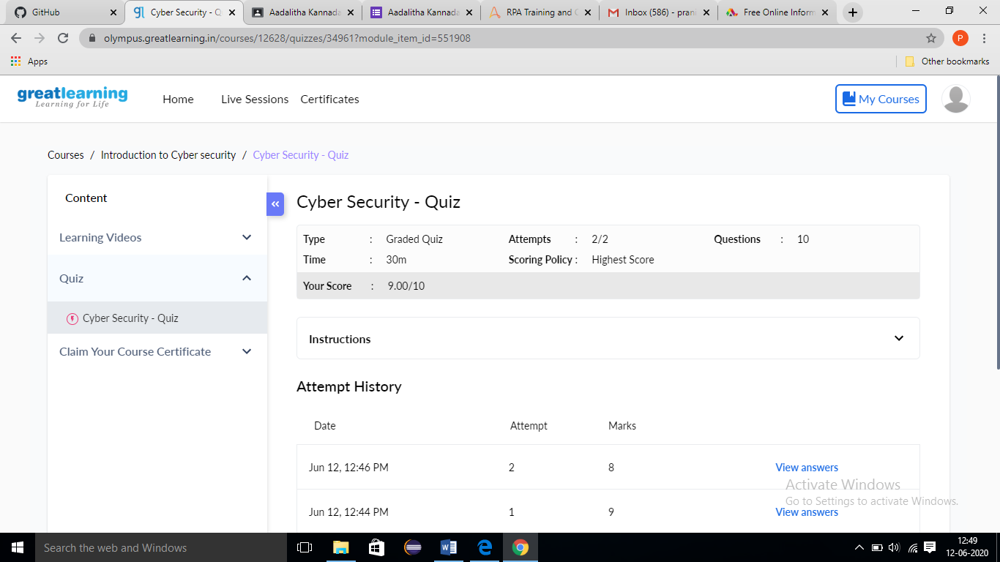 GitHub
Cyber Security - Q
Aadalitha Kannada
Aadalitha Kannada
RPA Training and C
Inbox (586) - pran
Free Online Inform
olympus.greatlearning.in/courses/12628/quizzes/34961?module_item_id=551908
P
Apps
Other bookmarks
greatlearning
Learning for Life
Home
Live Sessions
Certificates
My Courses
Courses / Introduction to Cyber security / Cyber Security - Quiz
Content
Learning Videos
Quiz
Cyber Security - Quiz
Claim Your Course Certificate
Cyber Security - Quiz
Type : Graded Quiz Attempts : 2/2 Questions : 10
Time : 30m Scoring Policy : Highest Score
Your Score : 9.00/10
Instructions
Attempt History
Date Attempt Marks
Jun 12, 12:46 PM 2 8 View answers
Jun 12, 12:44 PM 1 9 View answers
Activate Windows
Go to Settings to activate Windows.
Search the web and Windows
12:49
12-06-2020